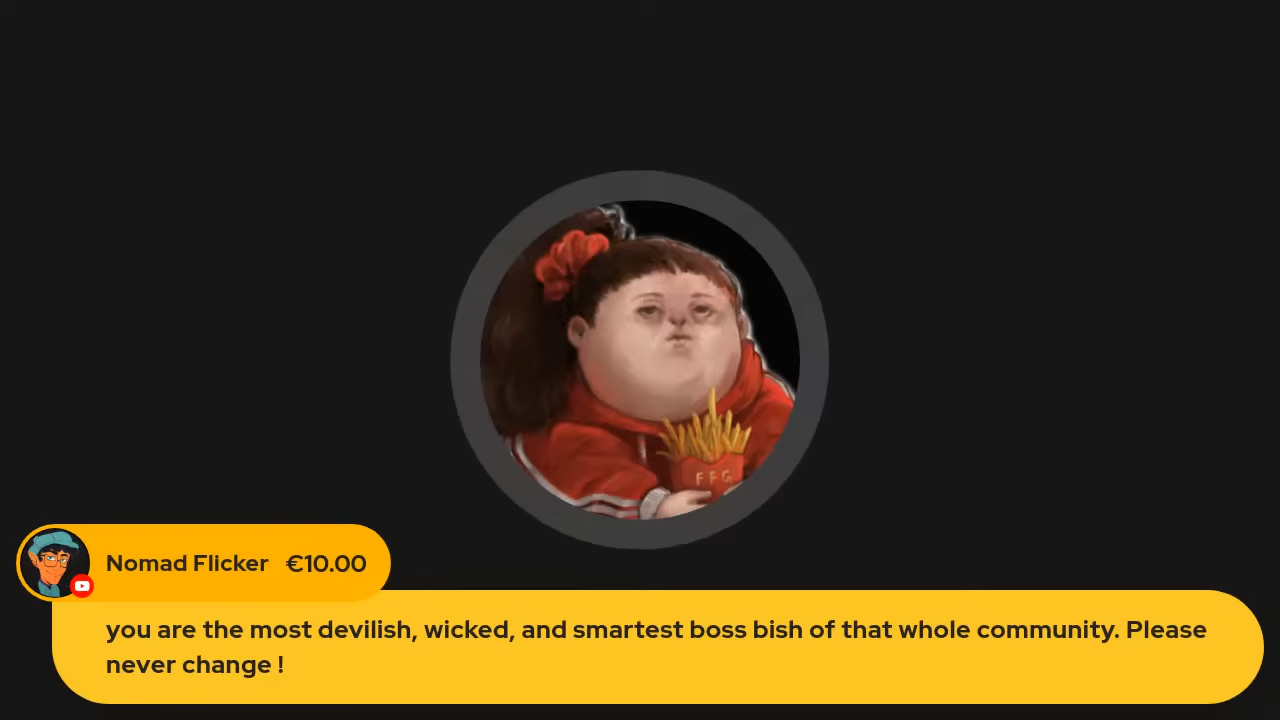 FFG
Nomad Flicker €10.00
you are the most devilish, wicked, and smartest boss bish of that whole community. Please
never change !